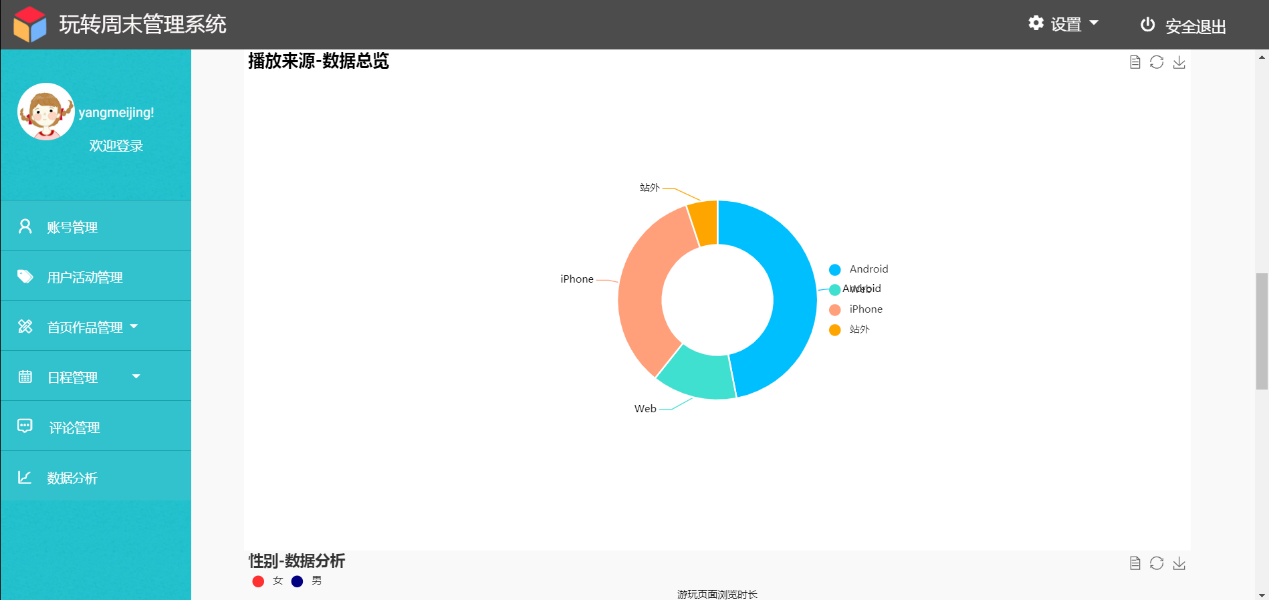 玩转周末管理系统
设置
安全退出
yangmeijing!
欢迎登录
账号管理
用户活动管理
首页作品管理
日程管理
评论管理
数据分析
播放来源-数据总览
站外
iPhone
Web
Android
Android
Web
iPhone
站外
性别-数据分析
女 男
游玩页面浏览时长